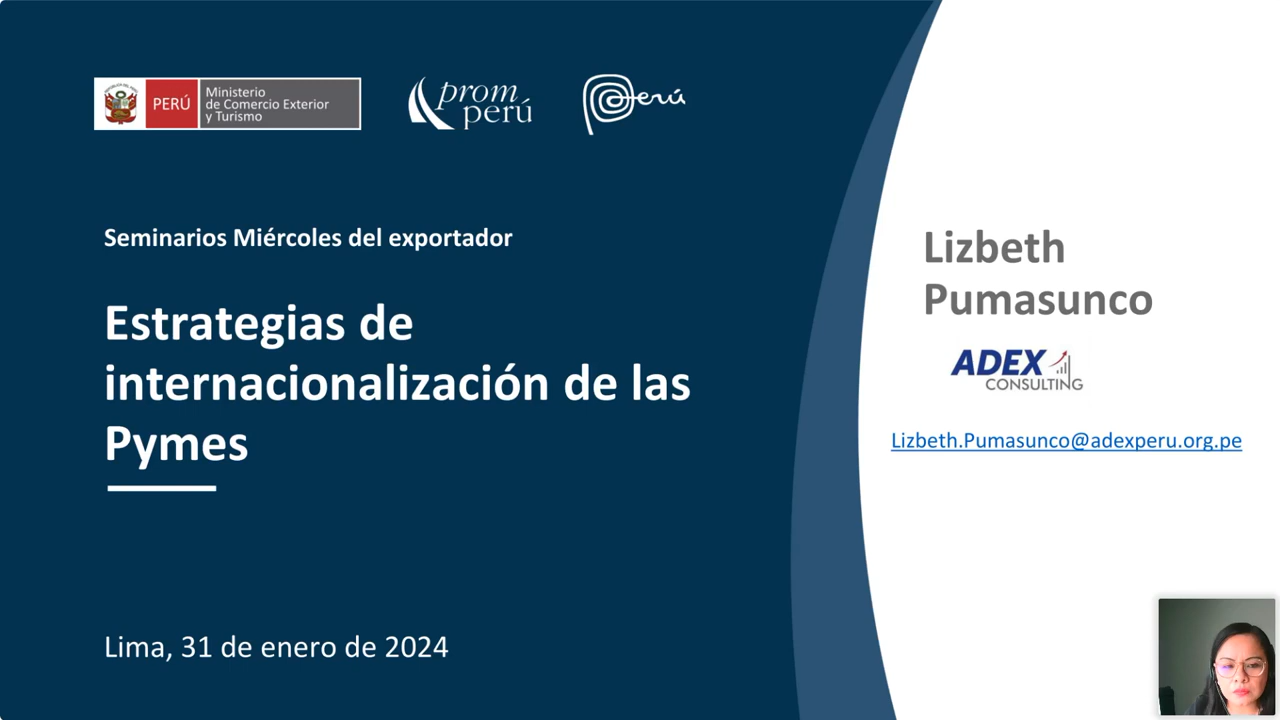 PERÚ
Ministerio
de Comercio Exterior
y Turismo
prom
perú
Perú
Seminarios Miércoles del exportador
Estrategias de
internacionalización de las
Pymes
Lima, 31 de enero de 2024
Lizbeth
Pumasunco
ADEX
CONSULTING
Lizbeth.Pumasunco@adexperu.org.pe